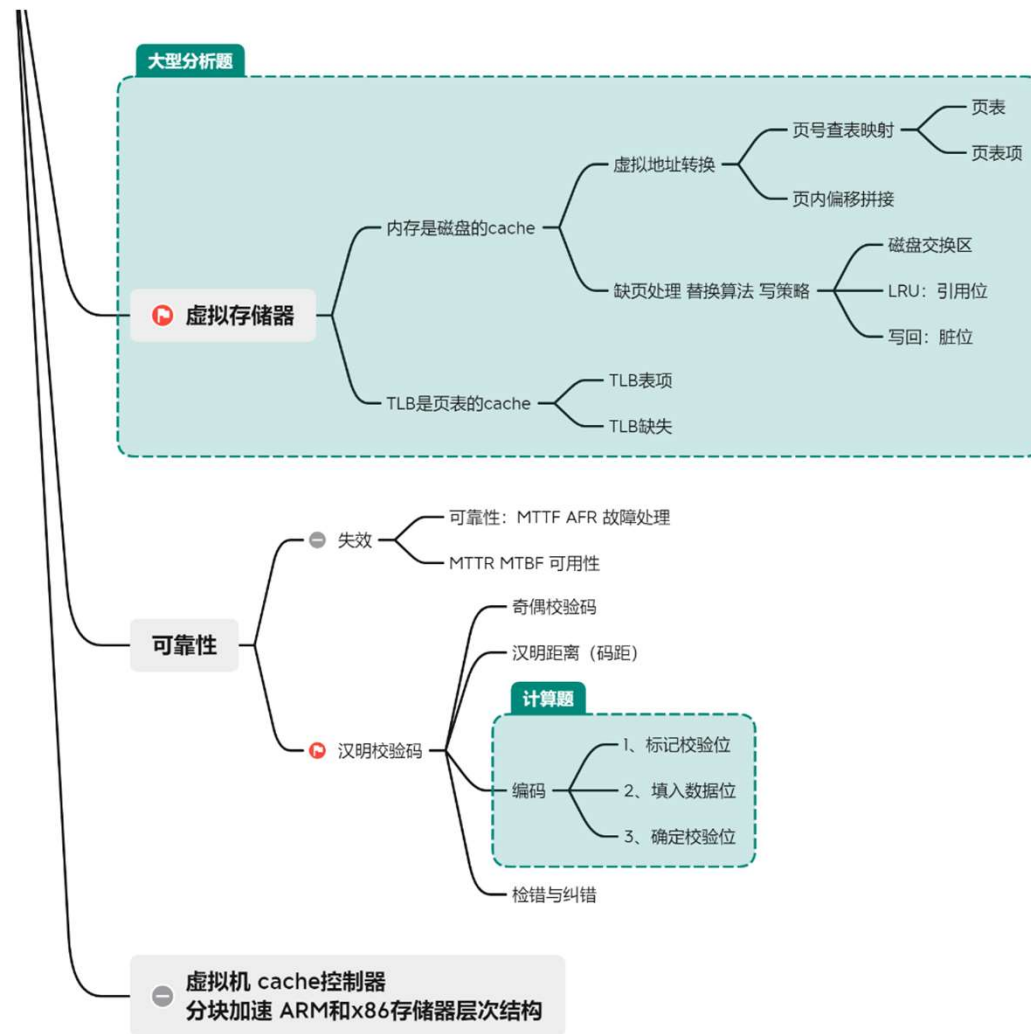 大型分析题
虚拟存储器
内存是磁盘的cache
虚拟地址转换
页号查表映射
页表
页表项
页内偏移拼接
缺页处理 替换算法 写策略
磁盘交换区
LRU：引用位
写回：脏位
TLB是页表的cache
TLB表项
TLB缺失
可靠性
失效
可靠性：MTTF AFR 故障处理
MTTR MTBF 可用性
汉明校验码
奇偶校验码
汉明距离（码距）
计算题
编码
1、标记校验位
2、填入数据位
3、确定校验位
检错与纠错
虚拟机 cache控制器
分块加速 ARM和x86存储器层次结构